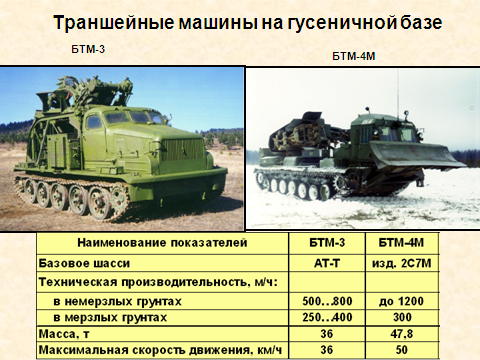 Траншейные машины на гусеничной базе
БТМ-3
БТМ-4М
Наименование показателей БТМ-3 БТМ-4М
Базовое шасси АТ-Т изд. 2С7М
Техническая производительность, м/ч:
в немерзлых грунтах 500...800 до 1200
в мерзлых грунтах 250...400 300
Масса, т 36 47,8
Максимальная скорость движения, км/ч 36 50